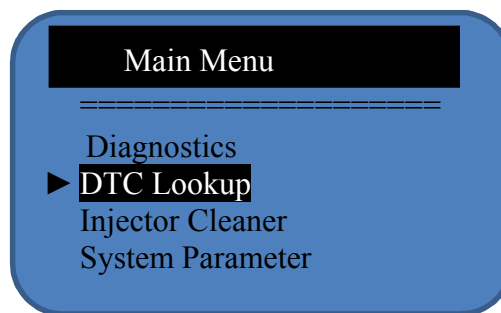 Main Menu
====================
Diagnostics
► DTC Lookup
Injector Cleaner
System Parameter